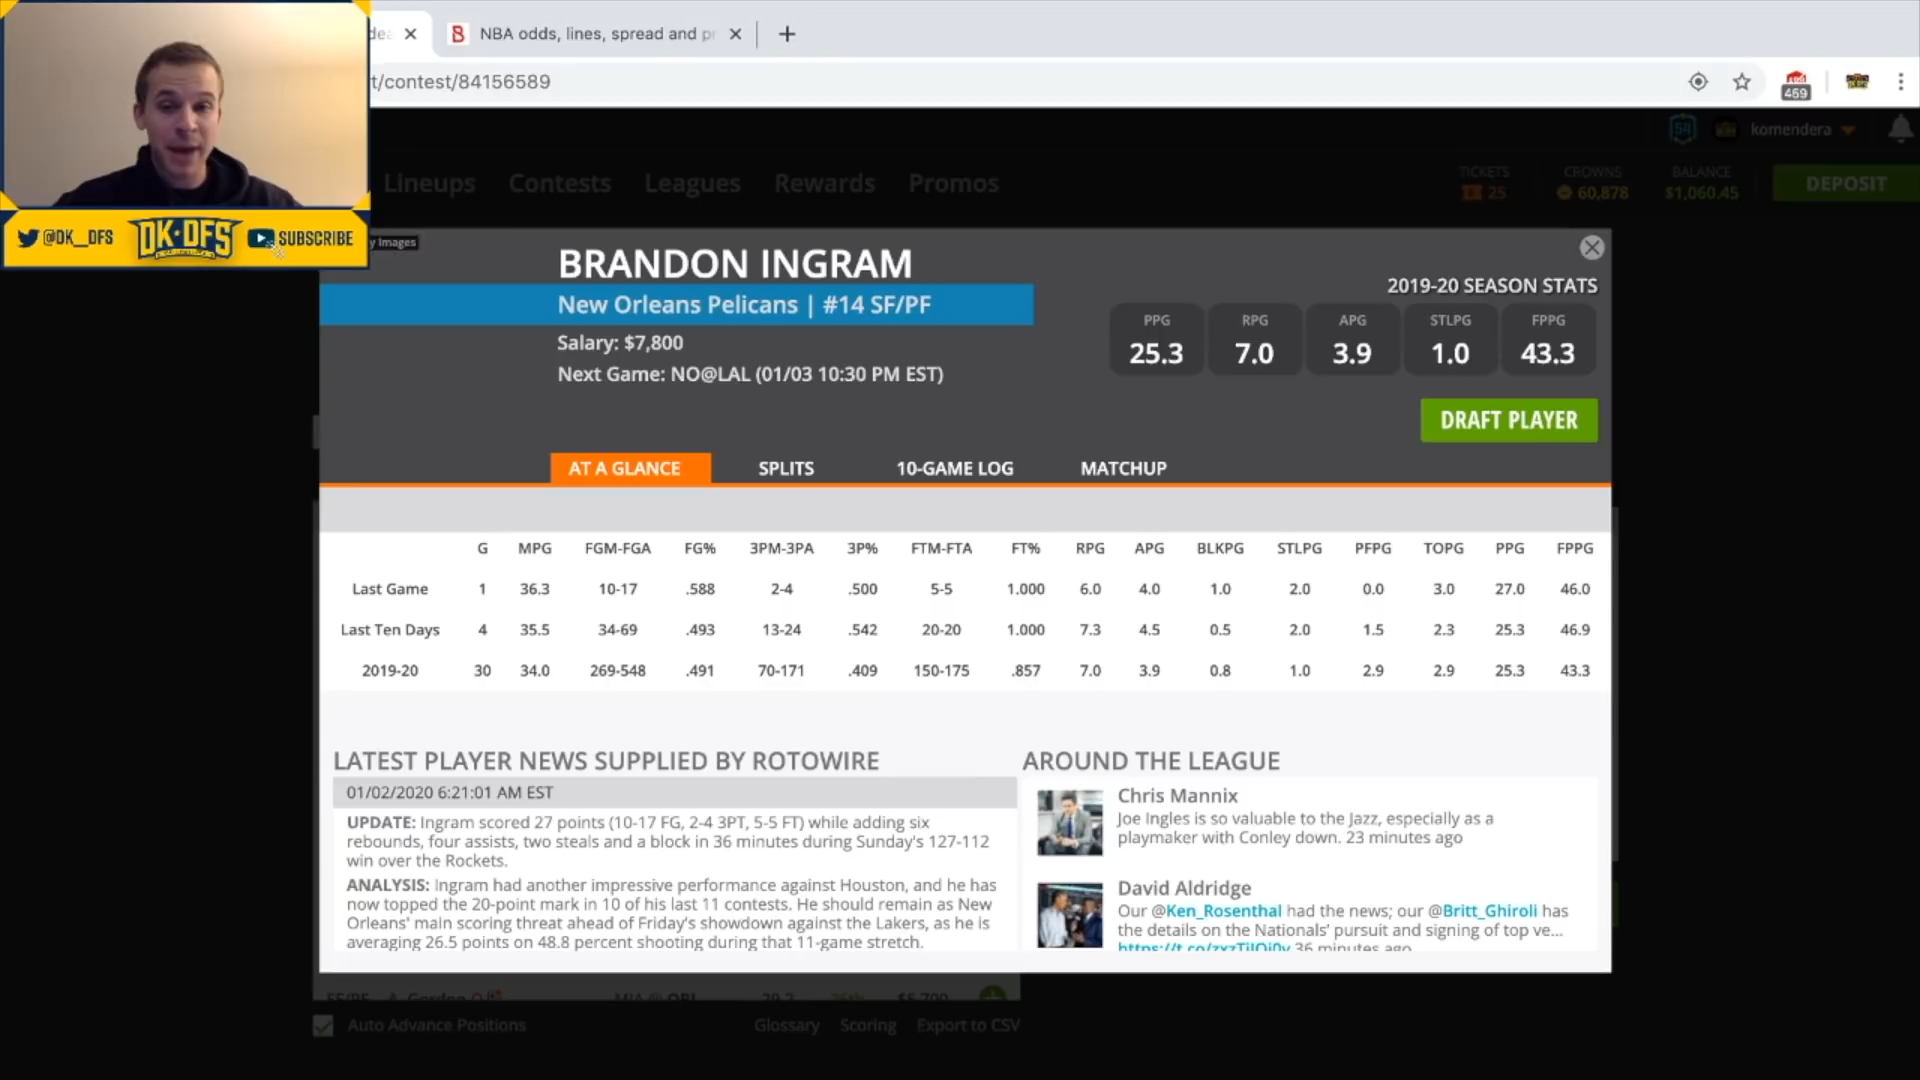 NBA odds, lines, spread and pr
t/contest/84156589
469
komendera
Lineups Contests Leagues Rewards Promos
TICKETS CROWNS BALANCE
25 60,878 $1,060.45
DEPOSIT
@DK__DFS DK DFS SUBSCRIBE
y Images
BRANDON INGRAM
New Orleans Pelicans | #14 SF/PF
Salary: $7,800
Next Game: NO@LAL (01/03 10:30 PM EST)
2019-20 SEASON STATS
PPG RPG APG STLPG FPPG
25.3 7.0 3.9 1.0 43.3
DRAFT PLAYER
AT A GLANCE SPLITS 10-GAME LOG MATCHUP
G MPG FGM-FGA FG% 3PM-3PA 3P% FTM-FTA FT% RPG APG BLKPG STLPG PFPG TOPG PPG FPPG
Last Game 1 36.3 10-17 .588 2-4 .500 5-5 1.000 6.0 4.0 1.0 2.0 0.0 3.0 27.0 46.0
Last Ten Days 4 35.5 34-69 .493 13-24 .542 20-20 1.000 7.3 4.5 0.5 2.0 1.5 2.3 25.3 46.9
2019-20 30 34.0 269-548 .491 70-171 .409 150-175 .857 7.0 3.9 0.8 1.0 2.9 2.9 25.3 43.3
LATEST PLAYER NEWS SUPPLIED BY ROTOWIRE
01/02/2020 6:21:01 AM EST
UPDATE: Ingram scored 27 points (10-17 FG, 2-4 3PT, 5-5 FT) while adding six
rebounds, four assists, two steals and a block in 36 minutes during Sunday's 127-112
win over the Rockets.
ANALYSIS: Ingram had another impressive performance against Houston, and he has
now topped the 20-point mark in 10 of his last 11 contests. He should remain as New
Orleans' main scoring threat ahead of Friday's showdown against the Lakers, as he is
averaging 26.5 points on 48.8 percent shooting during that 11-game stretch.
AROUND THE LEAGUE
Chris Mannix
Joe Ingles is so valuable to the Jazz, especially as a
playmaker with Conley down. 23 minutes ago
David Aldridge
Our @Ken_Rosenthal had the news; our @Britt_Ghiroli has
the details on the Nationals' pursuit and signing of top ve...
36 minutes ago
Auto Advance Positions
Glossary Scoring Export to CSV